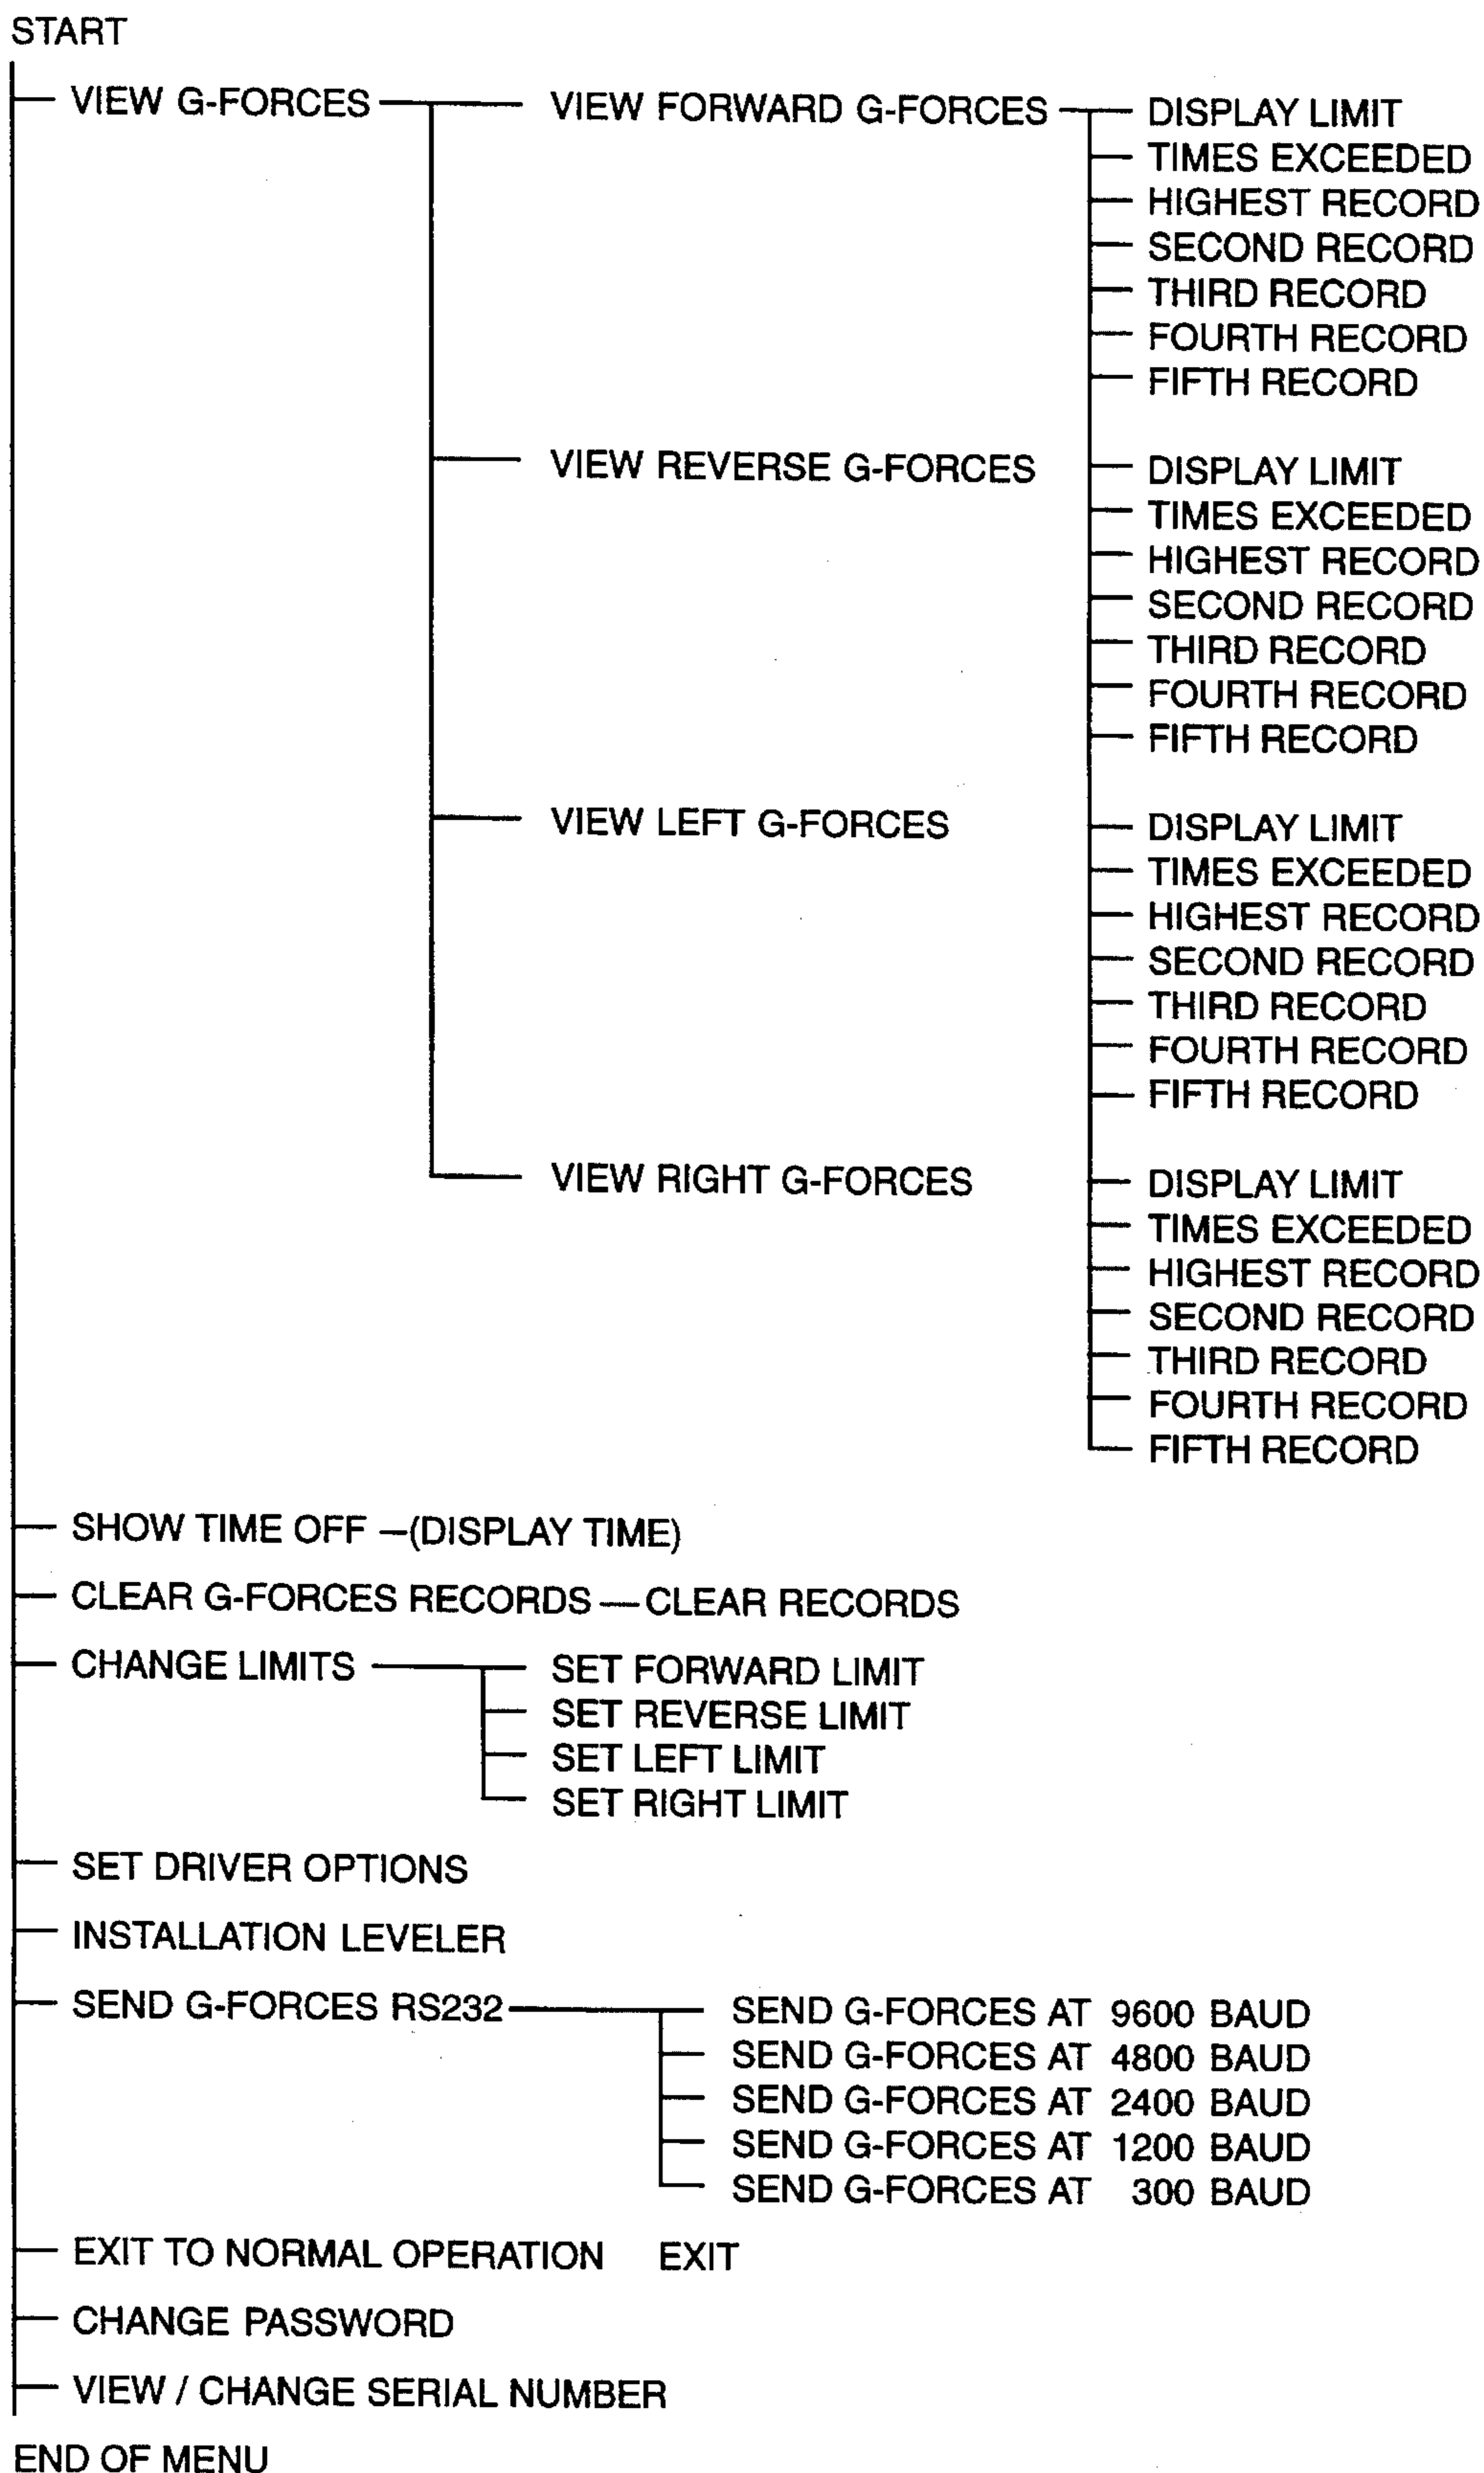 START
VIEW G-FORCES VIEW FORWARD G-FORCES DISPLAY LIMIT
TIMES EXCEEDED
HIGHEST RECORD
SECOND RECORD
THIRD RECORD
FOURTH RECORD
FIFTH RECORD
VIEW REVERSE G-FORCES DISPLAY LIMIT
TIMES EXCEEDED
HIGHEST RECORD
SECOND RECORD
THIRD RECORD
FOURTH RECORD
FIFTH RECORD
VIEW LEFT G-FORCES DISPLAY LIMIT
TIMES EXCEEDED
HIGHEST RECORD
SECOND RECORD
THIRD RECORD
FOURTH RECORD
FIFTH RECORD
VIEW RIGHT G-FORCES DISPLAY LIMIT
TIMES EXCEEDED
HIGHEST RECORD
SECOND RECORD
THIRD RECORD
FOURTH RECORD
FIFTH RECORD
SHOW TIME OFF –(DISPLAY TIME)
CLEAR G-FORCES RECORDS — CLEAR RECORDS
CHANGE LIMITS SET FORWARD LIMIT
SET REVERSE LIMIT
SET LEFT LIMIT
SET RIGHT LIMIT
SET DRIVER OPTIONS
INSTALLATION LEVELER
SEND G-FORCES RS232 SEND G-FORCES AT 9600 BAUD
SEND G-FORCES AT 4800 BAUD
SEND G-FORCES AT 2400 BAUD
SEND G-FORCES AT 1200 BAUD
SEND G-FORCES AT 300 BAUD
EXIT TO NORMAL OPERATION EXIT
CHANGE PASSWORD
VIEW / CHANGE SERIAL NUMBER
END OF MENU